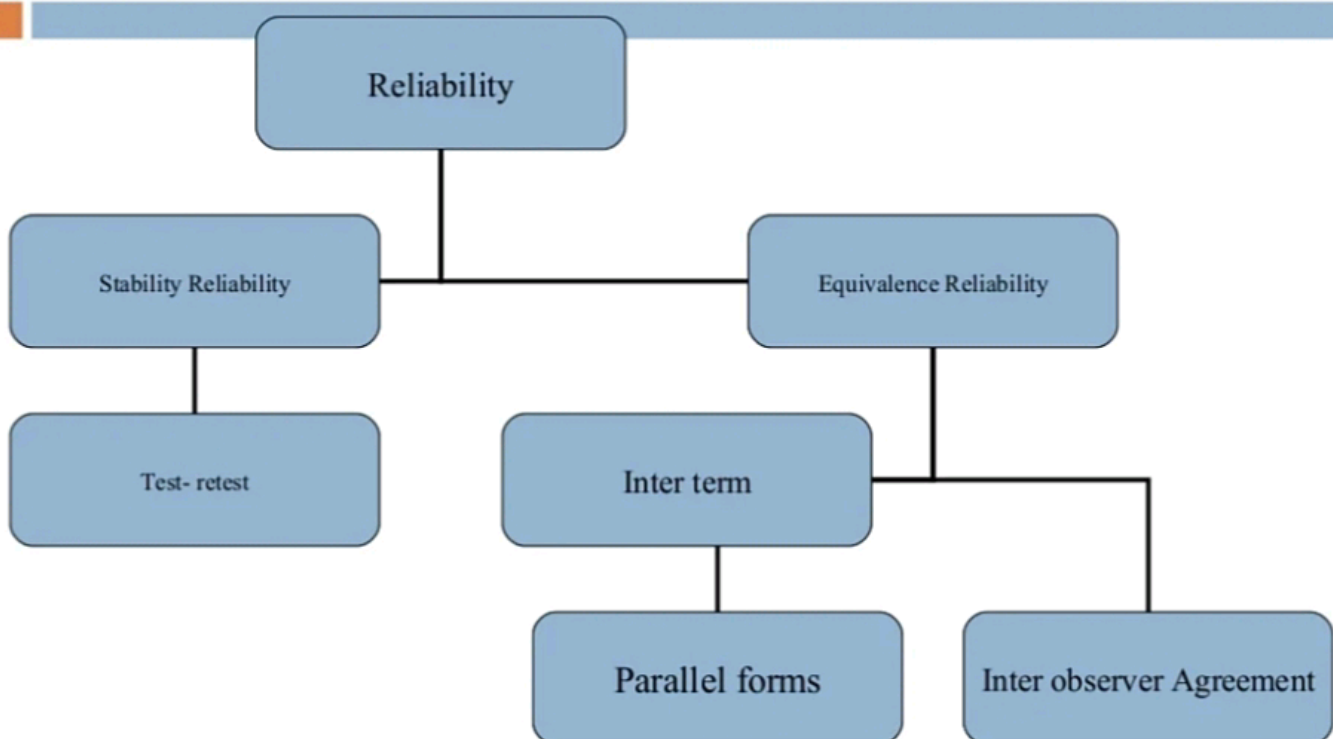 Reliability
Stability Reliability
Equivalence Reliability
Test- retest
Inter term
Parallel forms
Inter observer Agreement